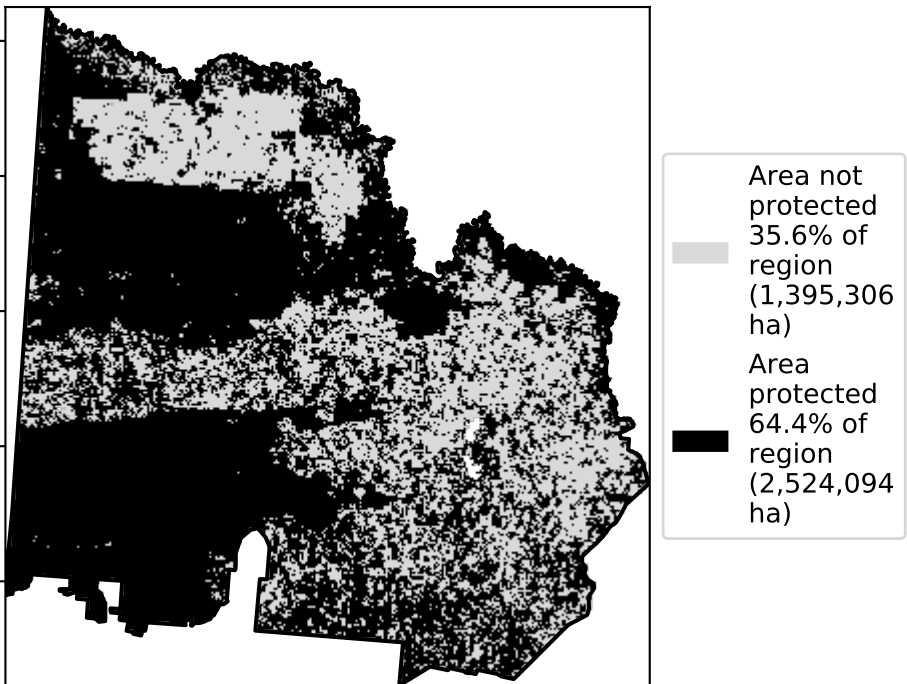 Area not
protected
35.6% of
region
(1,395,306
ha)
Area
protected
64.4% of
region
(2,524,094
ha)